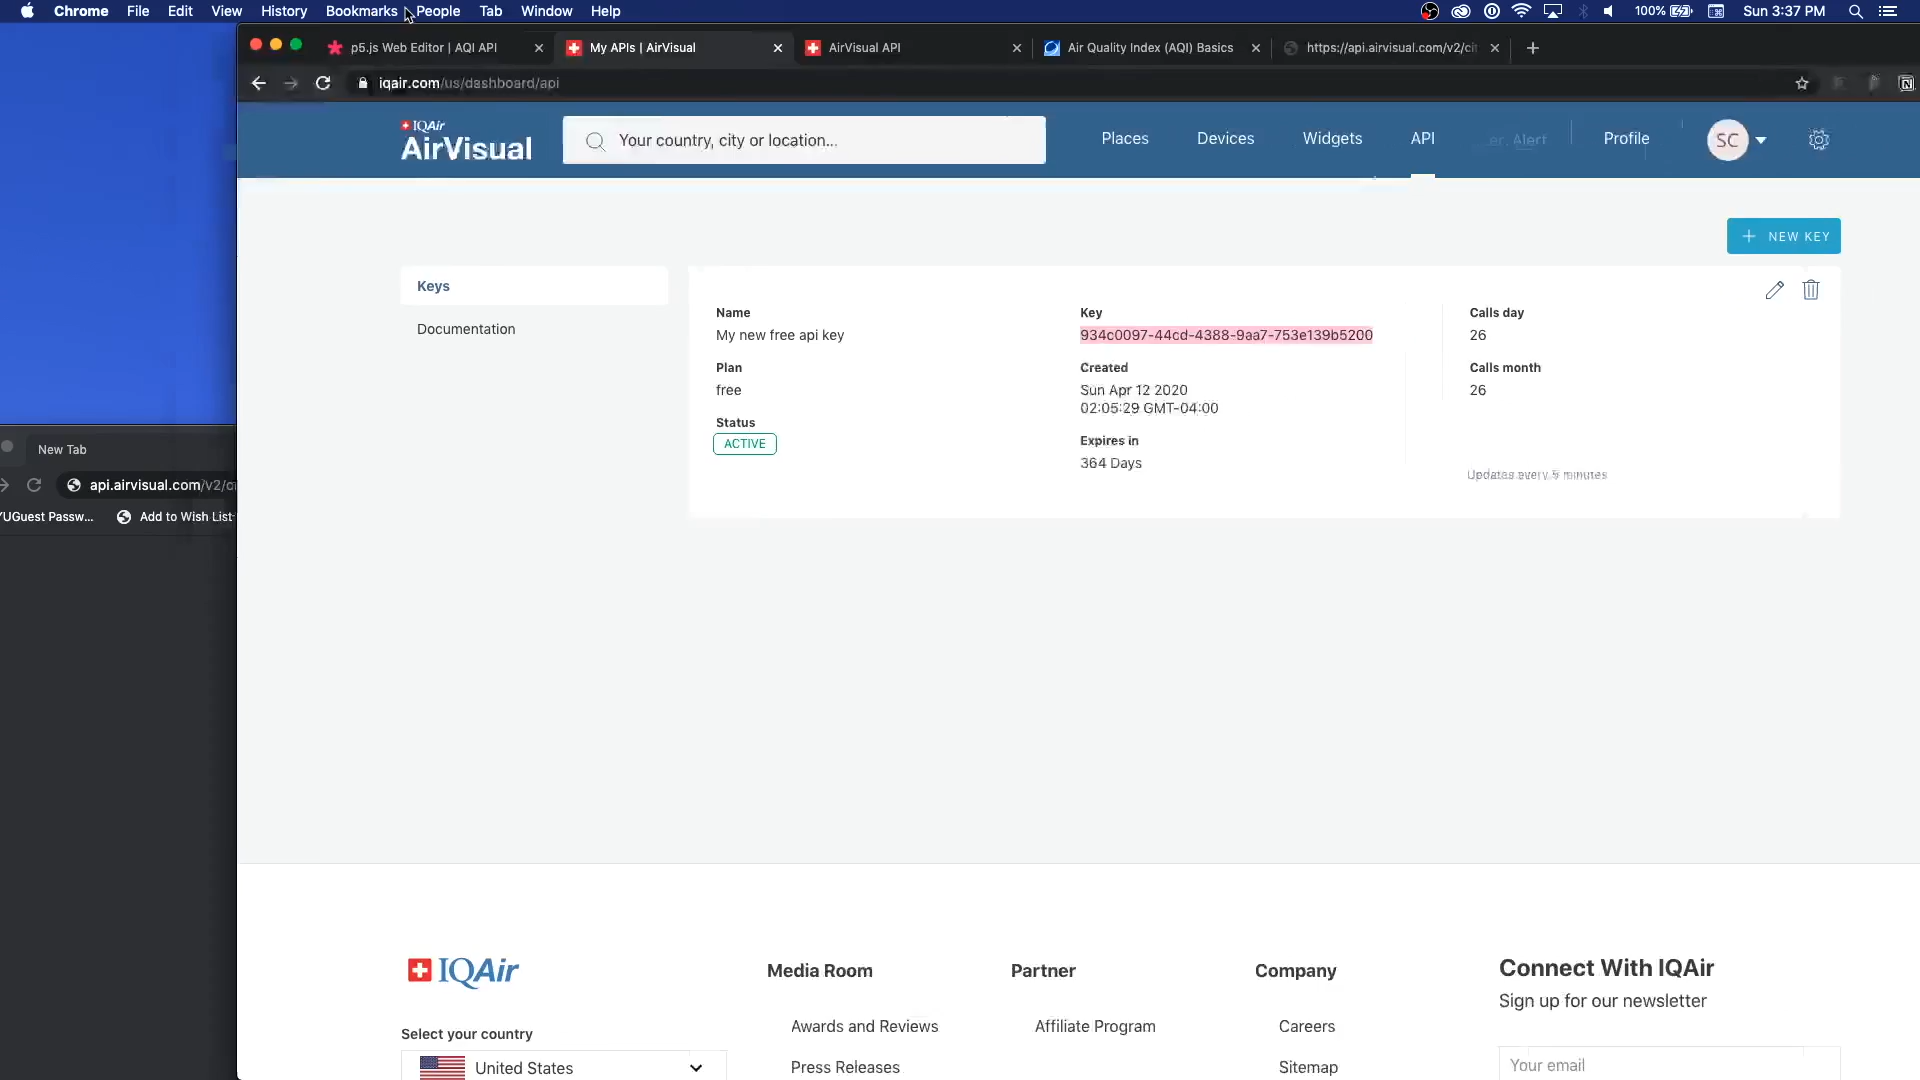 Chrome File Edit View History Bookmarks People Tab Window Help 100% Sun 3:37 PM
p5.js Web Editor | AQI API
My APIs | AirVisual
AirVisual API
Air Quality Index (AQI) Basics
https://api.airvisual.com/v2/ci
iqair.com/us/dashboard/api
IQAir
AirVisual
Your country, city or location...
Places Devices Widgets API er. Alert Profile SC
NEW KEY
Keys
Documentation
Name
My new free api key
Plan
free
Status
ACTIVE
Key
934c0097-44cd-4388-9aa7-753e139b5200
Created
Sun Apr 12 2020
02:05:29 GMT-04:00
Expires in
364 Days
Calls day
26
Calls month
26
Updates every 5 minutes
New Tab
api.airvisual.com/v2/ci
YUGuest Passw...
Add to Wish List
IQAir
Select your country
United States
Media Room
Awards and Reviews
Press Releases
Partner
Affiliate Program
Company
Careers
Sitemap
Connect With IQAir
Sign up for our newsletter
Your email